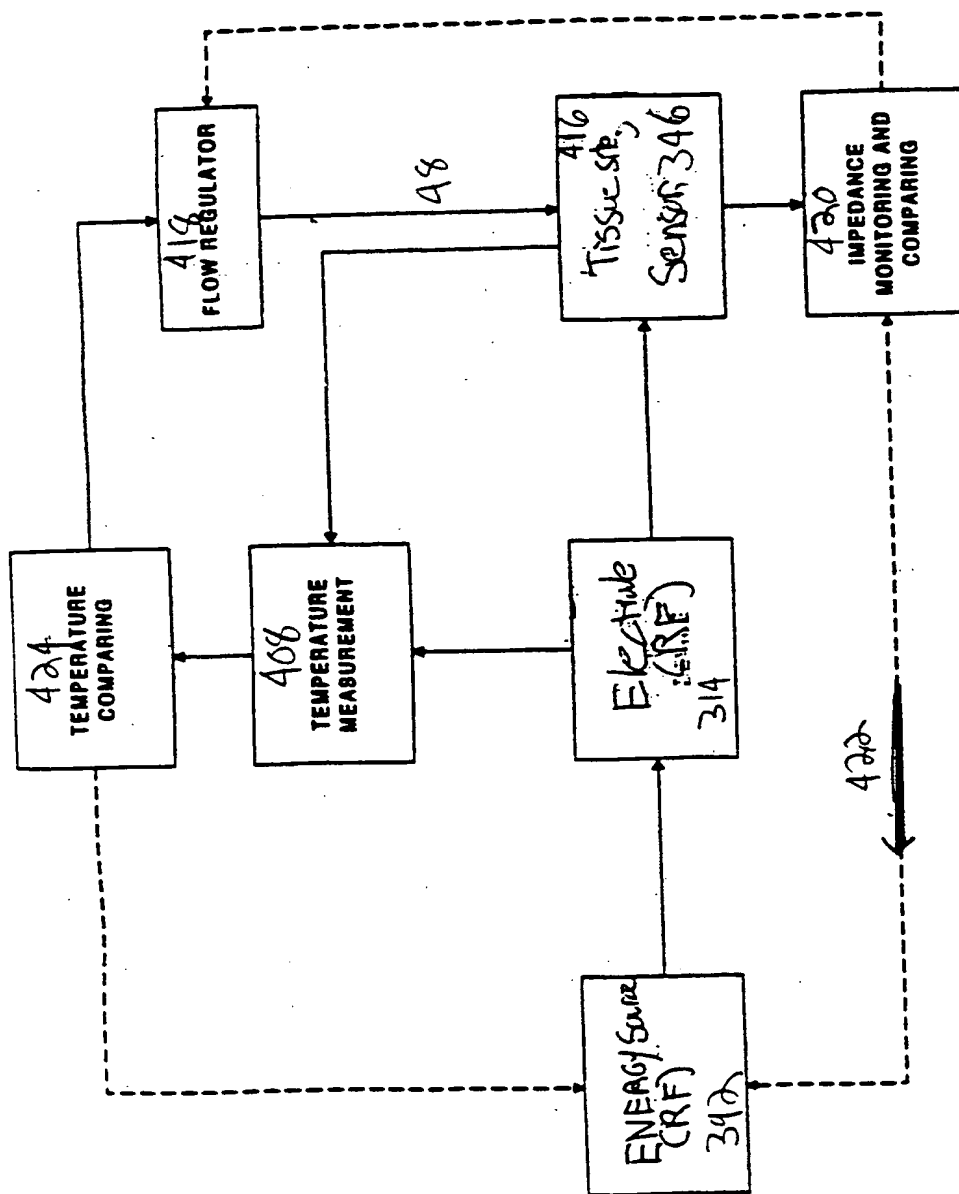 424
TEMPERATURE
COMPARING
418
FLOW REGULATOR
408
TEMPERATURE
MEASUREMENT
48
416
Tissue site,
Sensor, 346
Electrode
(RF)
314
ENERGY Source
(RF)
392
420
IMPEDANCE
MONITORING AND
COMPARING
422